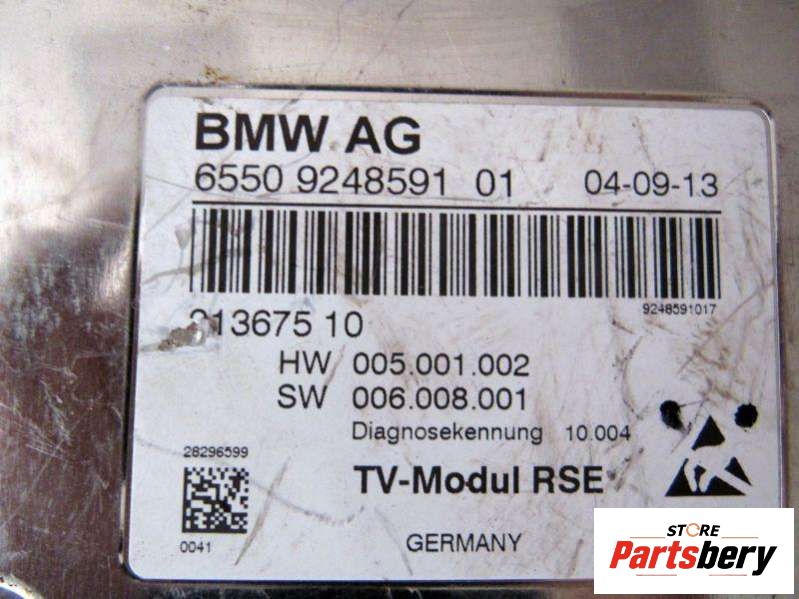 BMW AG
6550 9248591 01 04-09-13
9248591017
213675 10
HW 005.001.002
SW 006.008.001
Diagnosekennung 10.004
28296599
TV-Modul RSE
0041
GERMANY
STORE
Partsbery